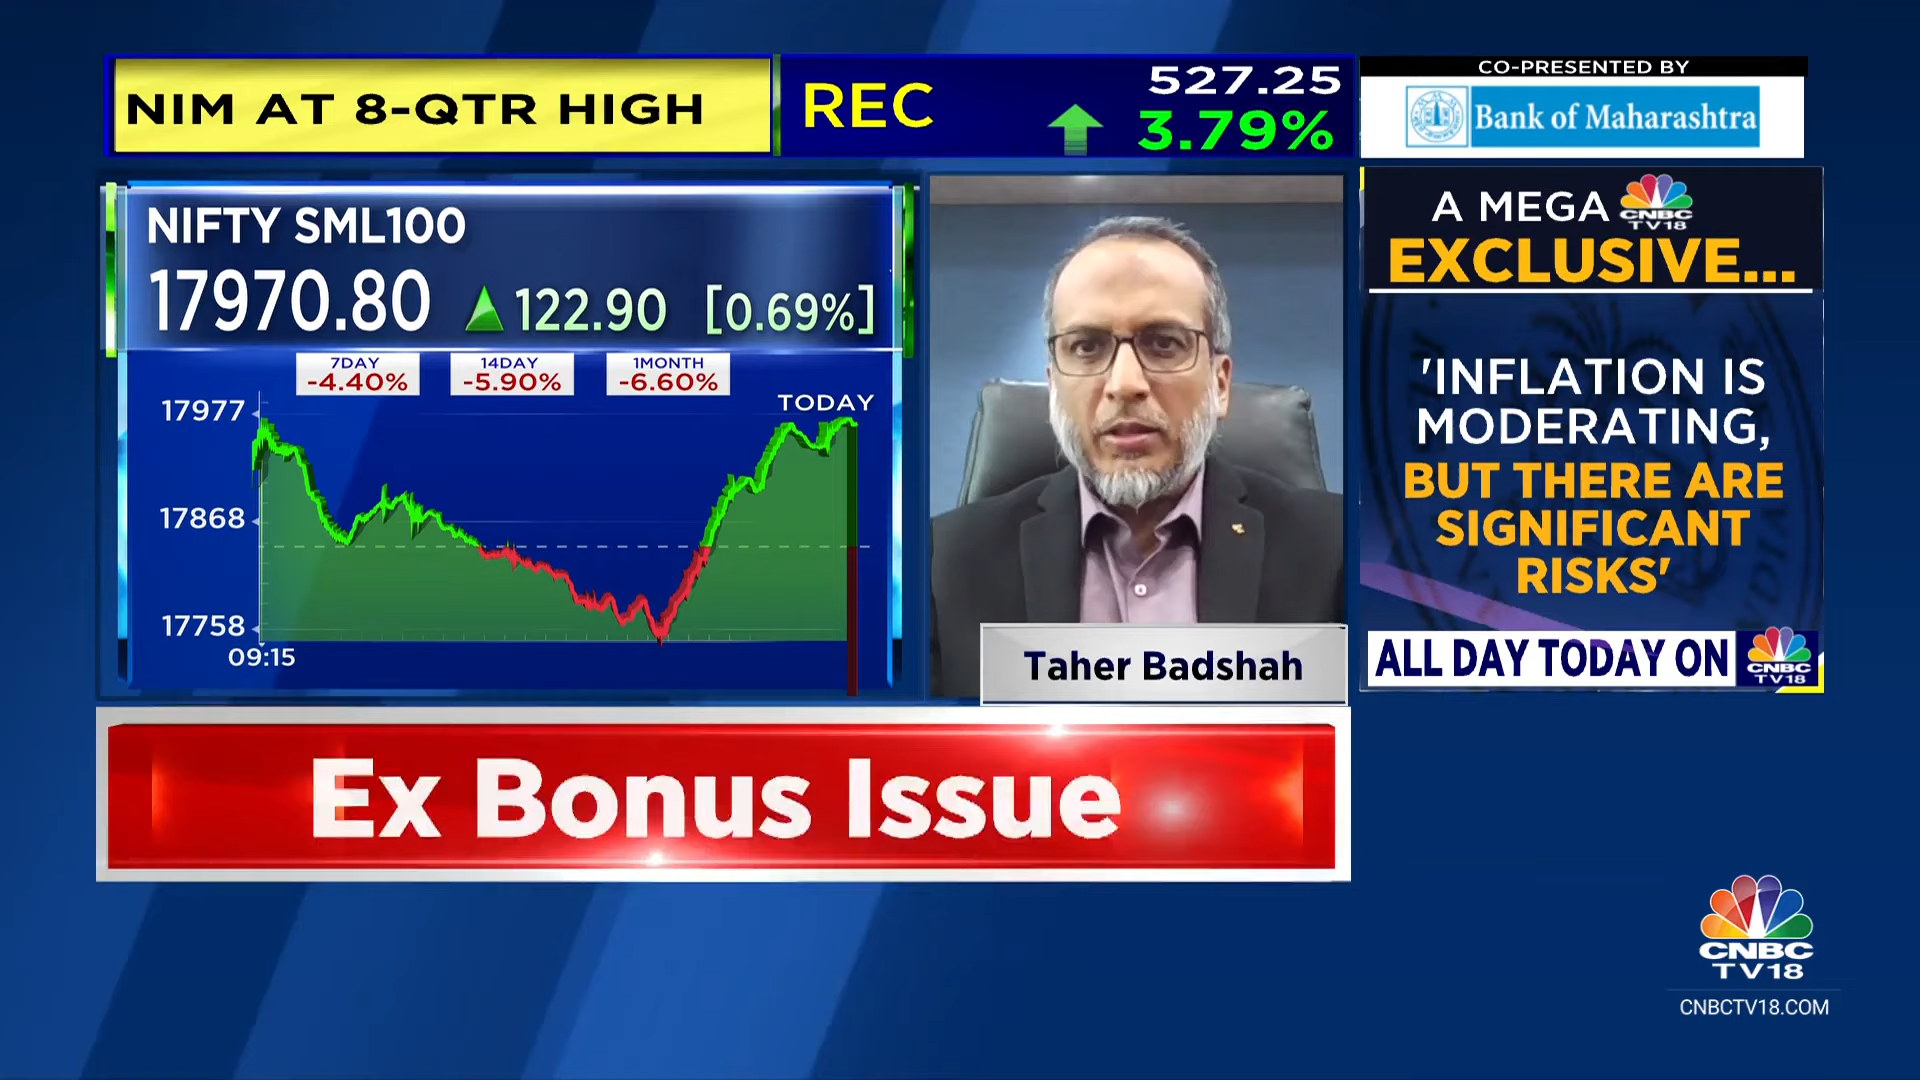 NIM AT 8-QTR HIGH
REC
527.25
3.79%
CO-PRESENTED BY
Bank of Maharashtra
NIFTY SML100
17970.80 122.90 [0.69%]
7DAY
-4.40%
14DAY
-5.90%
1MONTH
-6.60%
TODAY
17977
17868
17758
09:15
Taher Badshah
A MEGA CNBC TV18
EXCLUSIVE...
'INFLATION IS
MODERATING,
BUT THERE ARE
SIGNIFICANT
RISKS'
ALL DAY TODAY ON CNBC TV18
Ex Bonus Issue
CNBC
TV18
CNBCTV18.COM